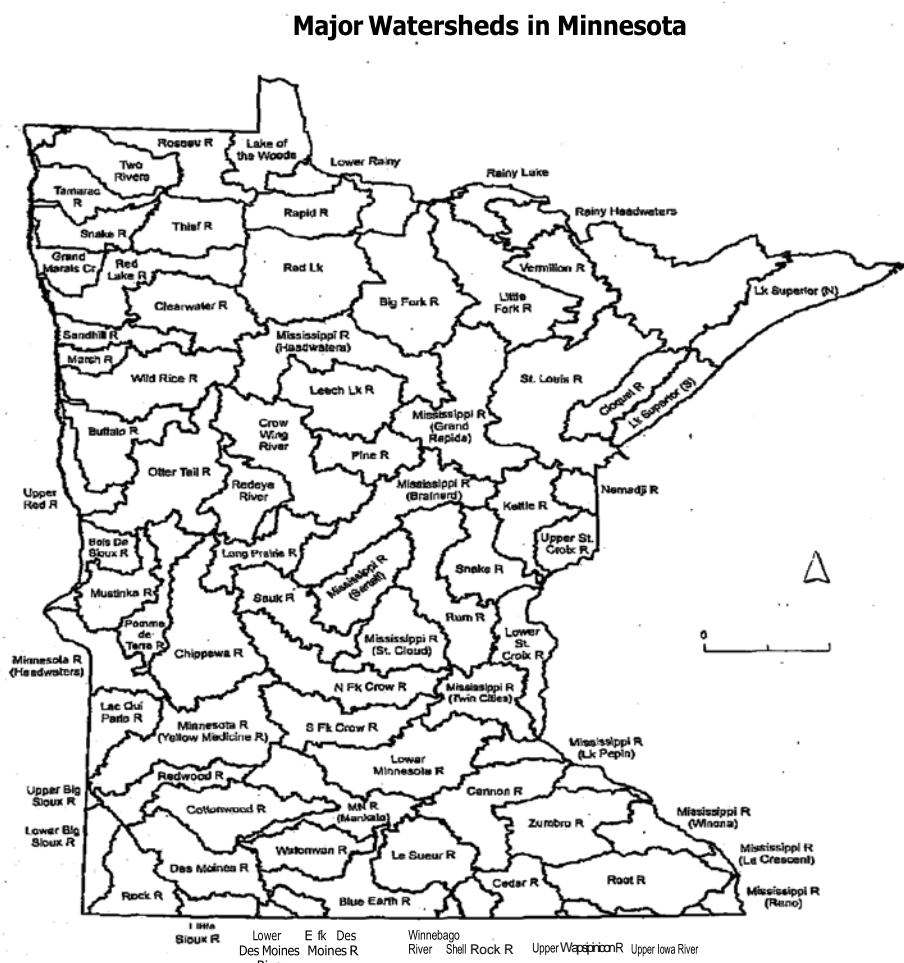 Major Watersheds in Minnesota
Roseau R
Lake of
the Woods
Lower Rainy
Two
Rivers
Rainy Lake
Tamarac
R
Rapid R
Rainy Headwaters
Snake R
Thief R
Grand
Marais Cr
Red
Lake R
Red Lk
Vermilion R
Lk Superior (N)
Clearwater R
Big Fork R
Little
Fork R
Sandhill R
Mississippi R
(Headwaters)
Marsh R
Wild Rice R
Leech Lk R
St. Louis R
Cloquet R
Lk Superior (S)
Mississippi R
(Grand
Rapids)
Buffalo R
Crow
Wing
River
Otter Tail R
Pine R
Redeye
River
Mississippi R
(Brainerd)
Upper
Red R
Nemadji R
Kettle R
Bois De
Sioux R
Long Prairie R
Upper St.
Croix R
Mustinka R
Sauk R
Mississippi R
(Sartell)
Snake R
0
Pomme
de
Terre R
Rum R
Chippewa R
Mississippi R
(St. Cloud)
Lower
St.
Croix R
Minnesota R
(Headwaters)
N Fk Crow R
Mississippi R
(Twin Cities)
Lac Qui
Parle R
Minnesota R
(Yellow Medicine R)
S Fk Crow R
Mississippi R
(Lk Pepin)
Lower
Minnesota R
Redwood R
Upper Big
Sioux R
Cannon R
Cottonwood R
MN R
(Mankato)
Mississippi R
(Winona)
Lower Big
Sioux R
Zumbro R
Watonwan R
Le Sueur R
Mississippi R
(La Crescent)
Des Moines R
Cedar R
Root R
Rock R
Blue Earth R
Mississippi R
(Reno)
Little
Sioux R
Lower
Des Moines
E fk Des
Moines R
Winnebago
River
Shell Rock R
Upper Wapsipinicon R
Upper Iowa River